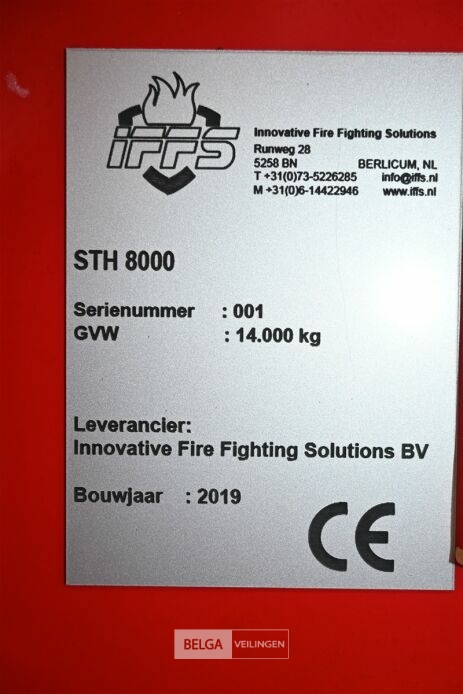 IFFS
Innovative Fire Fighting Solutions
Runweg 28
5258 BN BERLICUM, NL
T +31(0)73-5226285 info@iffs.nl
M +31(0)6-14422946 www.iffs.nl
STH 8000
Serienummer : 001
GVW : 14.000 kg
Leverancier:
Innovative Fire Fighting Solutions BV
Bouwjaar : 2019
CE
BELGA VEILINGEN